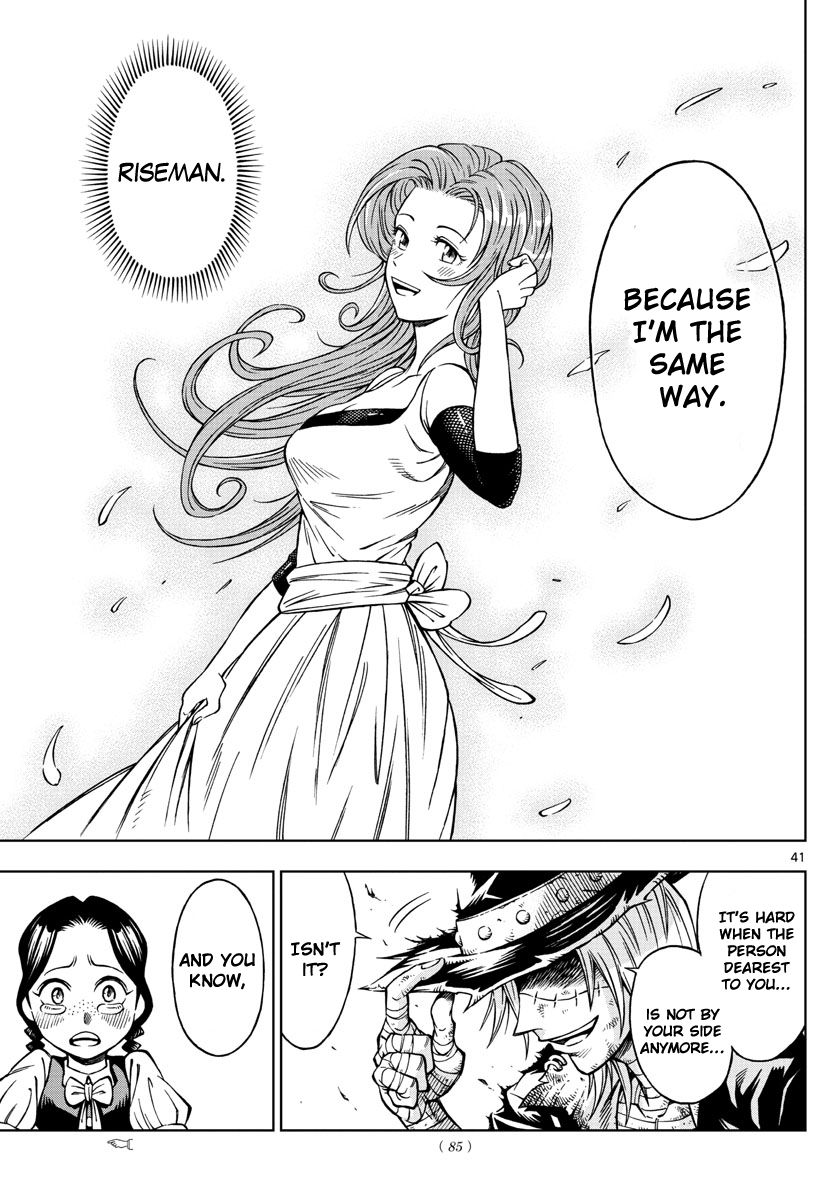 BECAUSE
I'M THE
SAME
WAY.
RISEMAN.
41
IT'S HARD
WHEN THE
PERSON
DEAREST
TO YOU...
IS NOT BY
YOUR SIDE
ANYMORE...
ISN'T
IT?
AND YOU
KNOW,
( 85 )